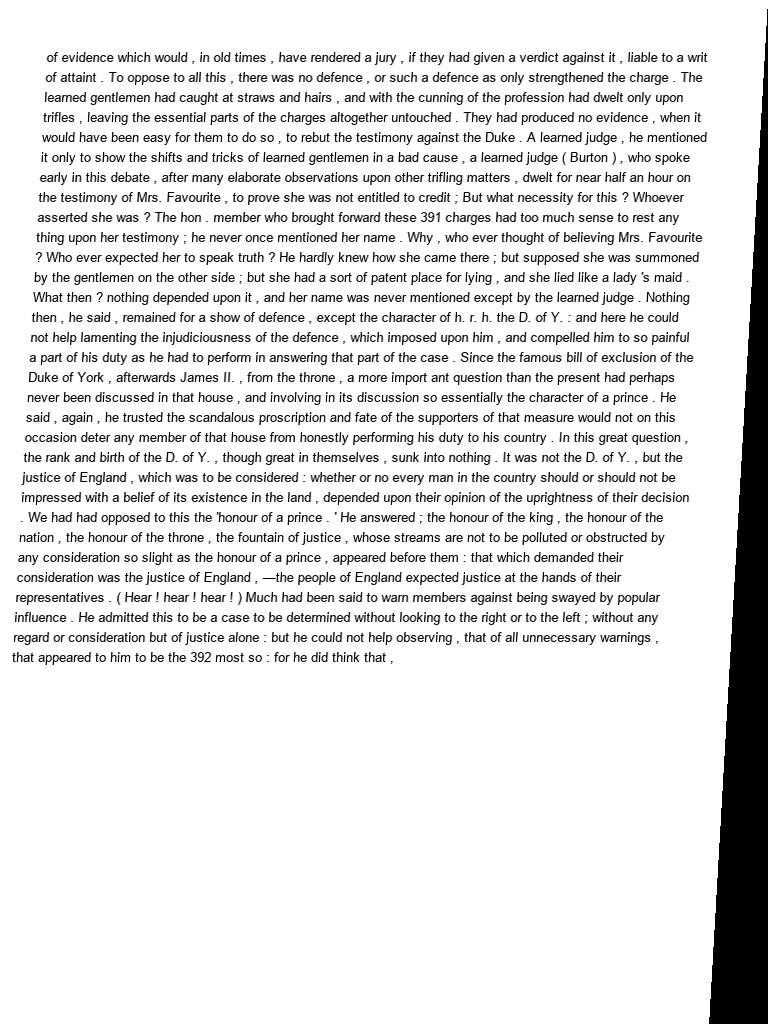 of evidence which would , in old times , have rendered a jury , if they had given a verdict against it , liable to a writ
of attaint . To oppose to all this , there was no defence , or such a defence as only strengthened the charge . The
learned gentlemen had caught at straws and hairs , and with the cunning of the profession had dwelt only upon
trifles , leaving the essential parts of the charges altogether untouched . They had produced no evidence , when it
would have been easy for them to do so , to rebut the testimony against the Duke . A learned judge , he mentioned
it only to show the shifts and tricks of learned gentlemen in a bad cause , a learned judge ( Burton ) , who spoke
early in this debate , after many elaborate observations upon other trifling matters , dwelt for near half an hour on
the testimony of Mrs. Favourite , to prove she was not entitled to credit ; But what necessity for this ? Whoever
asserted she was ? The hon . member who brought forward these 391 charges had too much sense to rest any
thing upon her testimony ; he never once mentioned her name . Why , who ever thought of believing Mrs. Favourite
? Who ever expected her to speak truth ? He hardly knew how she came there ; but supposed she was summoned
by the gentlemen on the other side ; but she had a sort of patent place for lying , and she lied like a lady 's maid .
What then ? nothing depended upon it , and her name was never mentioned except by the learned judge . Nothing
then , he said , remained for a show of defence , except the character of h. r. h. the D. of Y. : and here he could
not help lamenting the injudiciousness of the defence , which imposed upon him , and compelled him to so painful
a part of his duty as he had to perform in answering that part of the case . Since the famous bill of exclusion of the
Duke of York , afterwards James II. , from the throne , a more import ant question than the present had perhaps
never been discussed in that house , and involving in its discussion so essentially the character of a prince . He
said , again , he trusted the scandalous proscription and fate of the supporters of that measure would not on this
occasion deter any member of that house from honestly performing his duty to his country . In this great question ,
the rank and birth of the D. of Y. , though great in themselves , sunk into nothing . It was not the D. of Y. , but the
justice of England , which was to be considered : whether or no every man in the country should or should not be
impressed with a belief of its existence in the land , depended upon their opinion of the uprightness of their decision
. We had had opposed to this the 'honour of a prince . ' He answered ; the honour of the king , the honour of the
nation , the honour of the throne , the fountain of justice , whose streams are not to be polluted or obstructed by
any consideration so slight as the honour of a prince , appeared before them : that which demanded their
consideration was the justice of England , —the people of England expected justice at the hands of their
representatives . ( Hear ! hear ! hear ! ) Much had been said to warn members against being swayed by popular
influence . He admitted this to be a case to be determined without looking to the right or to the left ; without any
regard or consideration but of justice alone : but he could not help observing , that of all unnecessary warnings ,
that appeared to him to be the 392 most so : for he did think that ,